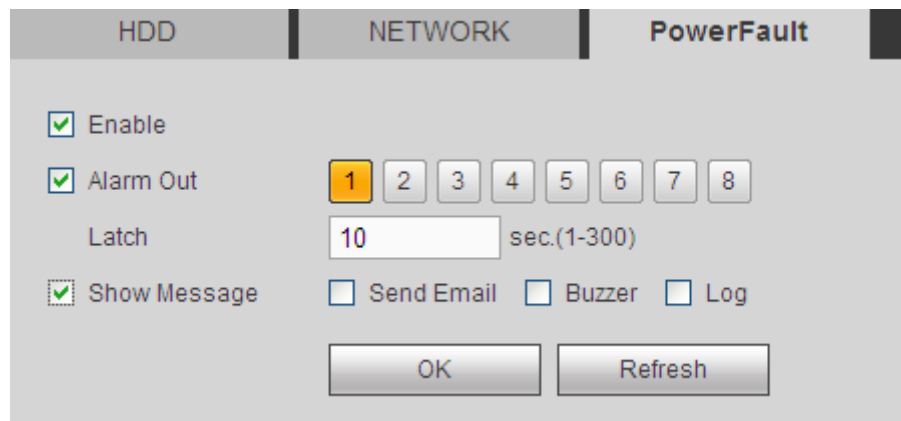 HDD NETWORK PowerFault
Enable
Alarm Out 1 2 3 4 5 6 7 8
Latch 10 sec.(1-300)
Show Message Send Email Buzzer Log
OK Refresh